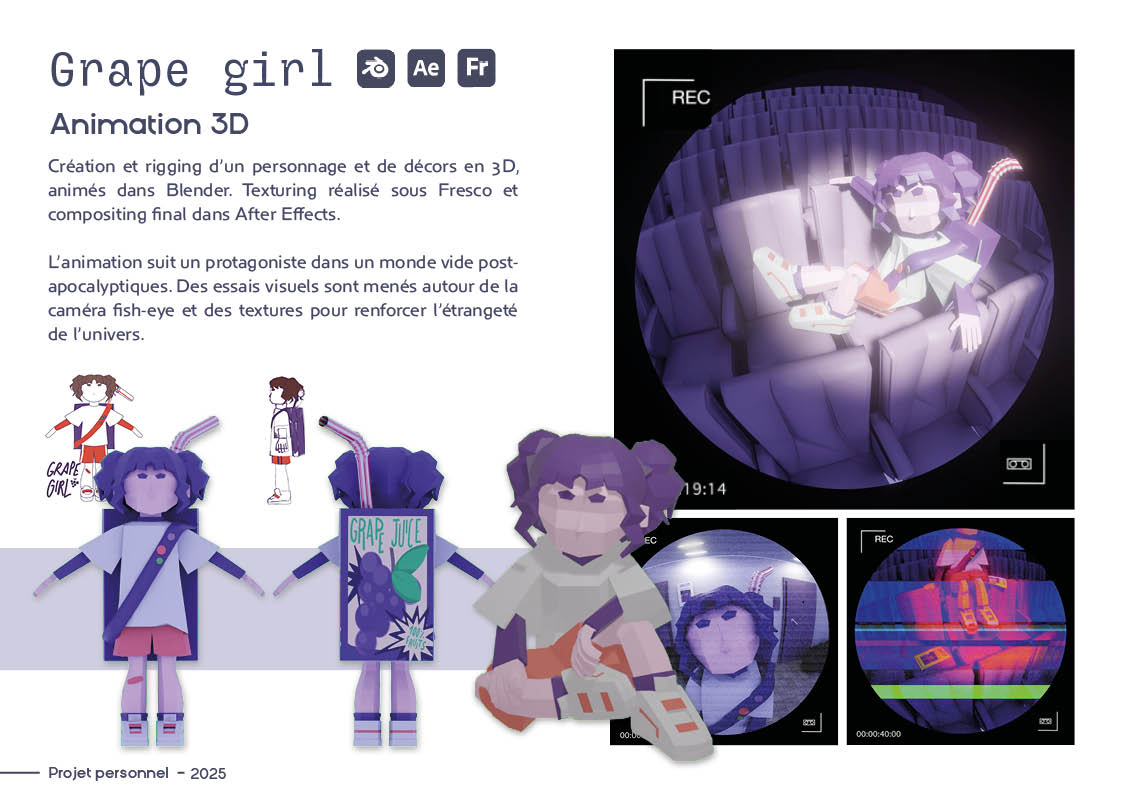 Grape girl
Ae
Fr
Animation 3D
Création et rigging d’un personnage et de décors en 3D,
animés dans Blender. Texturing réalisé sous Fresco et
compositing final dans After Effects.
L’animation suit un protagoniste dans un monde vide post-
apocalyptiques. Des essais visuels sont menés autour de la
caméra fish-eye et des textures pour renforcer l’étrangeté
de l’univers.
REC
19:14
GRAPE
GIRL
GRAPE JUICE
100%
FRUITS
EC
00:00
REC
00:00:40:00
Projet personnel - 2025